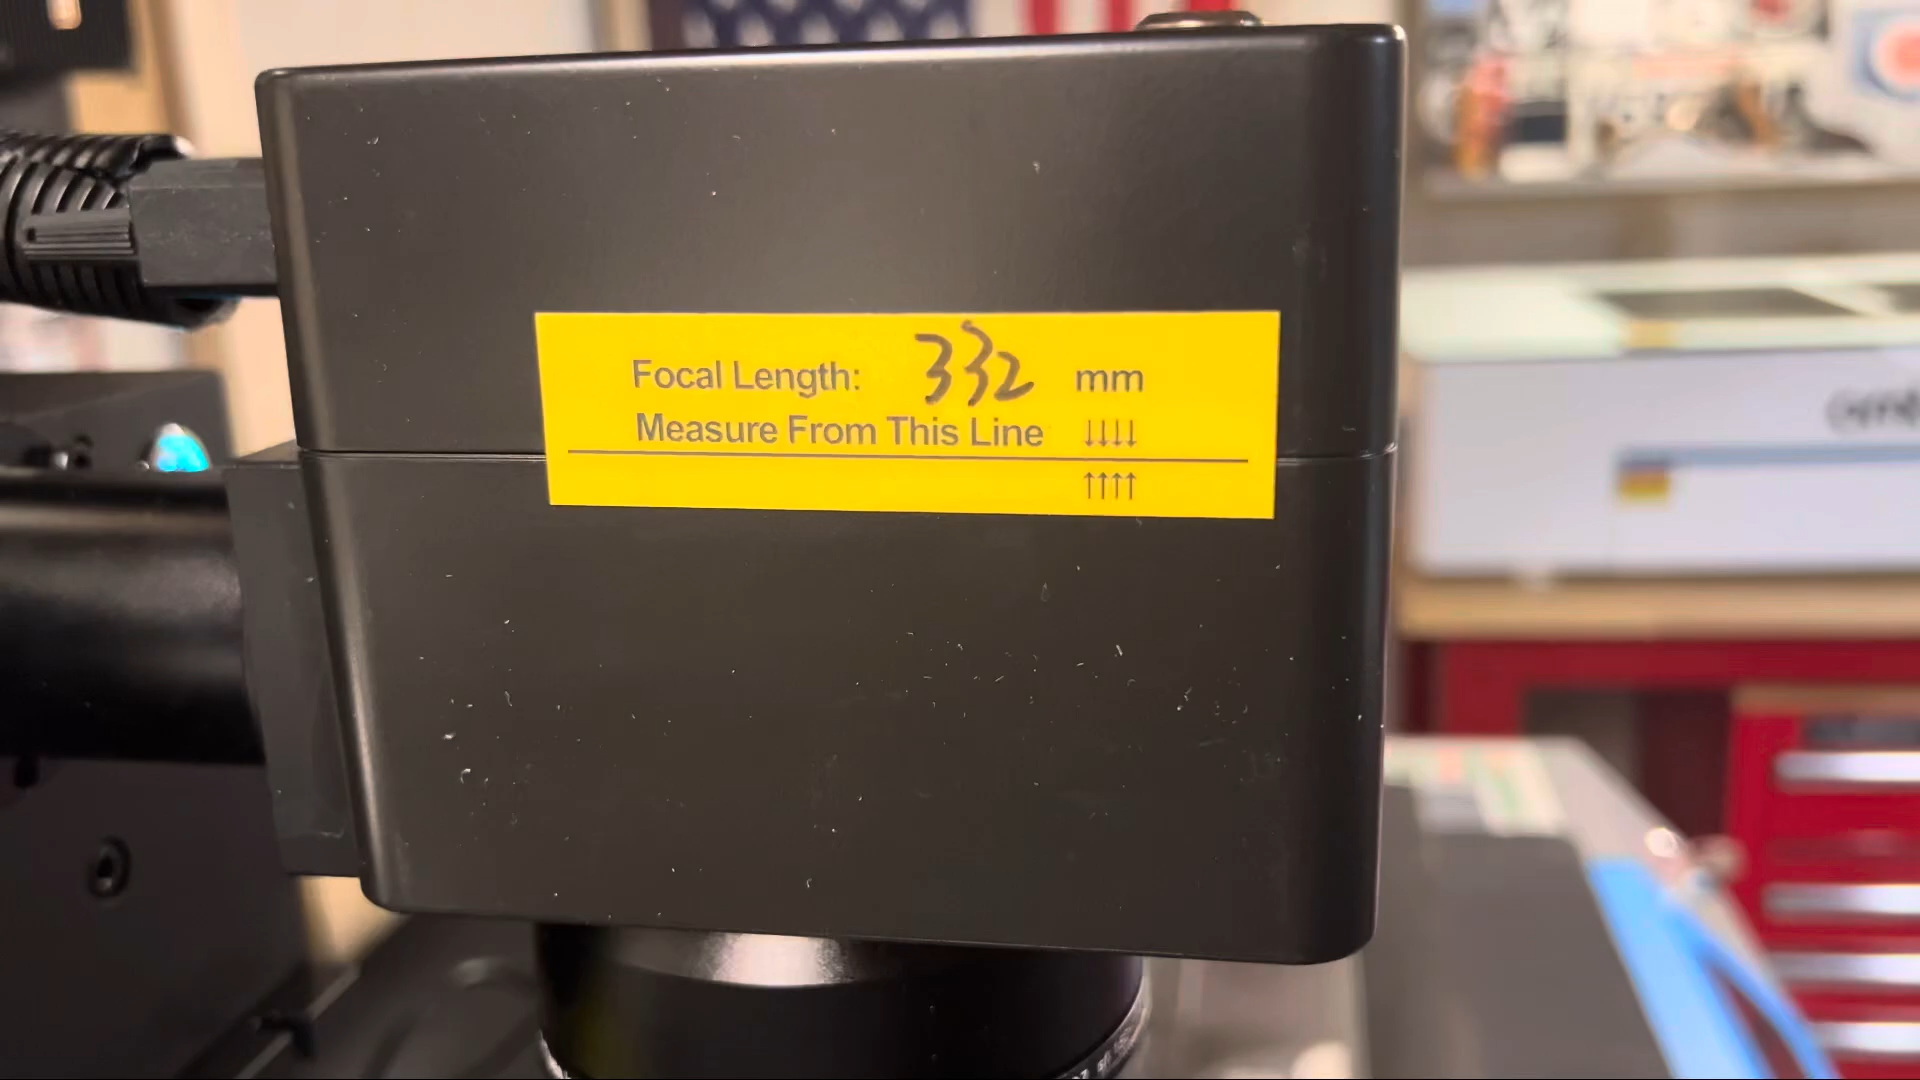 Focal Length: 332 mm
Measure From This Line ↓↓↓↓
↑↑↑↑